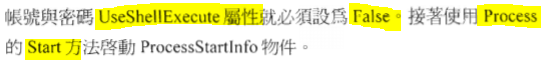 帳號與密碼 UseShellExecute 屬性就必須設為 False。接著使用 Process
的 Start 方法啓動 ProcessStartInfo 物件。